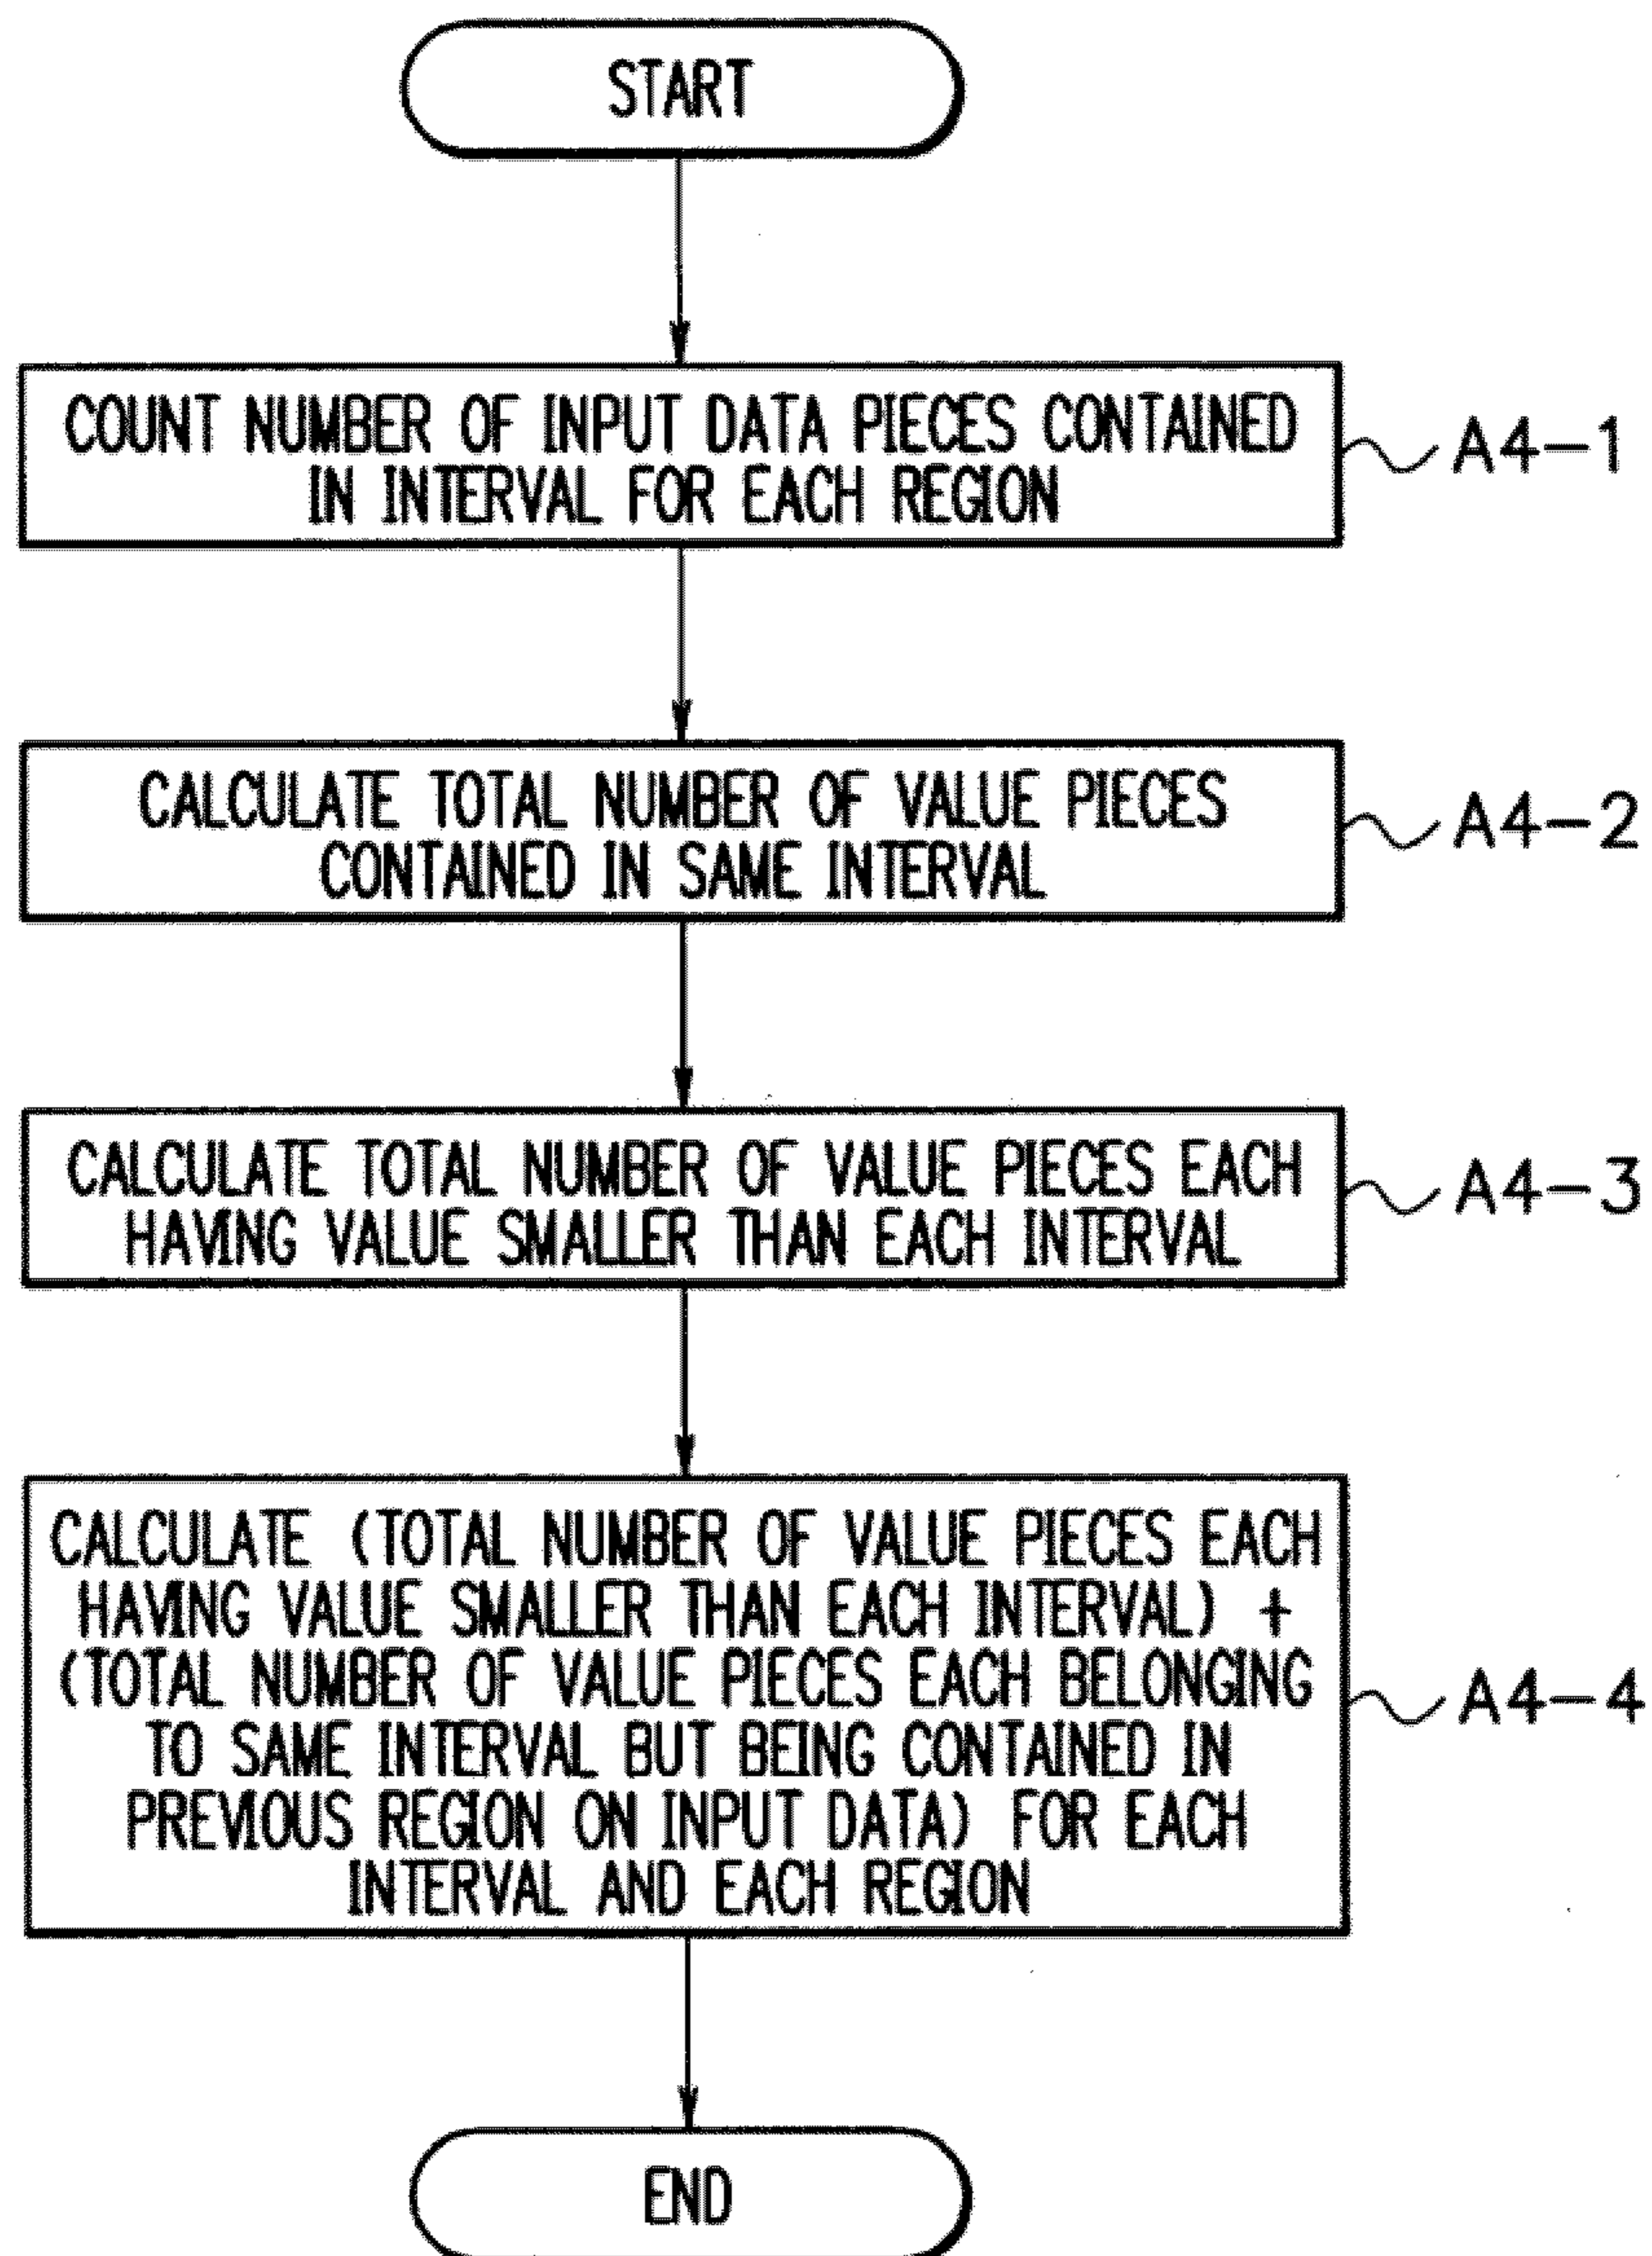 START
COUNT NUMBER OF INPUT DATA PIECES CONTAINED
IN INTERVAL FOR EACH REGION
A4-1
CALCULATE TOTAL NUMBER OF VALUE PIECES
CONTAINED IN SAME INTERVAL
A4-2
CALCULATE TOTAL NUMBER OF VALUE PIECES EACH
HAVING VALUE SMALLER THAN EACH INTERVAL
A4-3
CALCULATE (TOTAL NUMBER OF VALUE PIECES EACH
HAVING VALUE SMALLER THAN EACH INTERVAL) +
(TOTAL NUMBER OF VALUE PIECES EACH BELONGING
TO SAME INTERVAL BUT BEING CONTAINED IN
PREVIOUS REGION ON INPUT DATA) FOR EACH
INTERVAL AND EACH REGION
A4-4
END